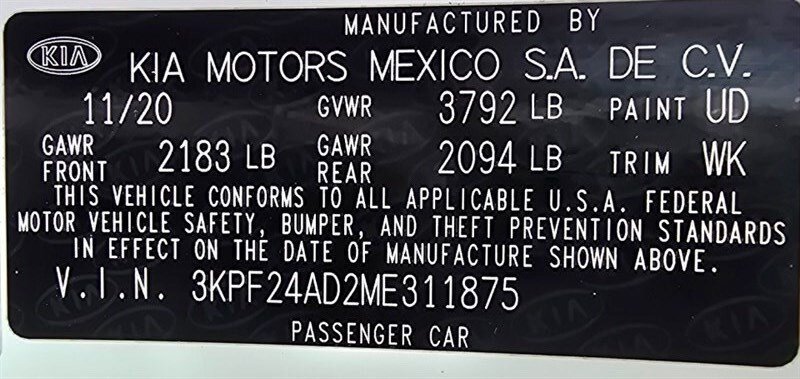 MANUFACTURED BY
KIA KIA MOTORS MEXICO S.A. DE C.V.
11/20 GVWR 3792 LB PAINT UD
GAWR FRONT 2183 LB GAWR REAR 2094 LB TRIM WK
THIS VEHICLE CONFORMS TO ALL APPLICABLE U.S.A. FEDERAL
MOTOR VEHICLE SAFETY, BUMPER, AND THEFT PREVENTION STANDARDS
IN EFFECT ON THE DATE OF MANUFACTURE SHOWN ABOVE.
V.I.N. 3KPF24AD2ME311875
PASSENGER CAR